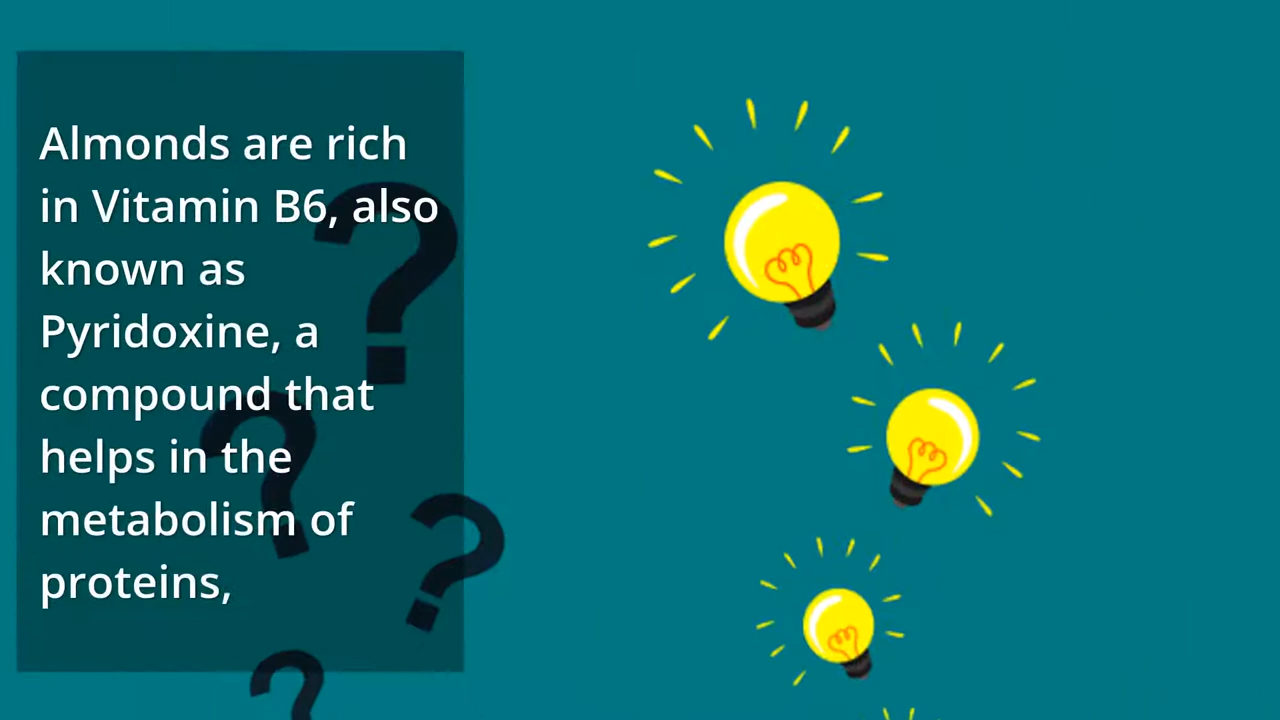 Almonds are rich
in Vitamin B6, also
known as
Pyridoxine, a
compound that
helps in the
metabolism of
proteins,